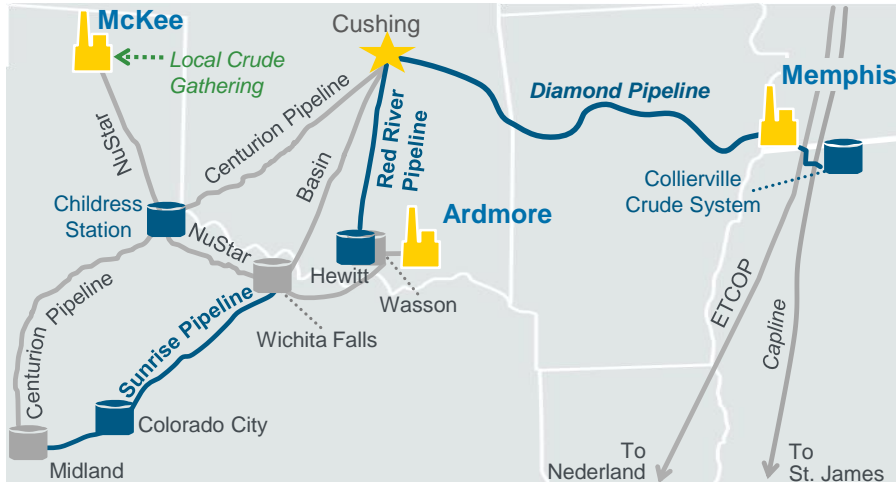 McKee
Cushing
Local Crude
Gathering
Memphis
Diamond Pipeline
NuStar
Centurion Pipeline
Basin
Red River
Pipeline
Collierville
Crude System
Childress
Station
Ardmore
NuStar
Hewitt
Wasson
ETCOP
Capline
Centurion Pipeline
Sunrise Pipeline
Wichita Falls
Colorado City
Midland
To
Nederland
To
St. James